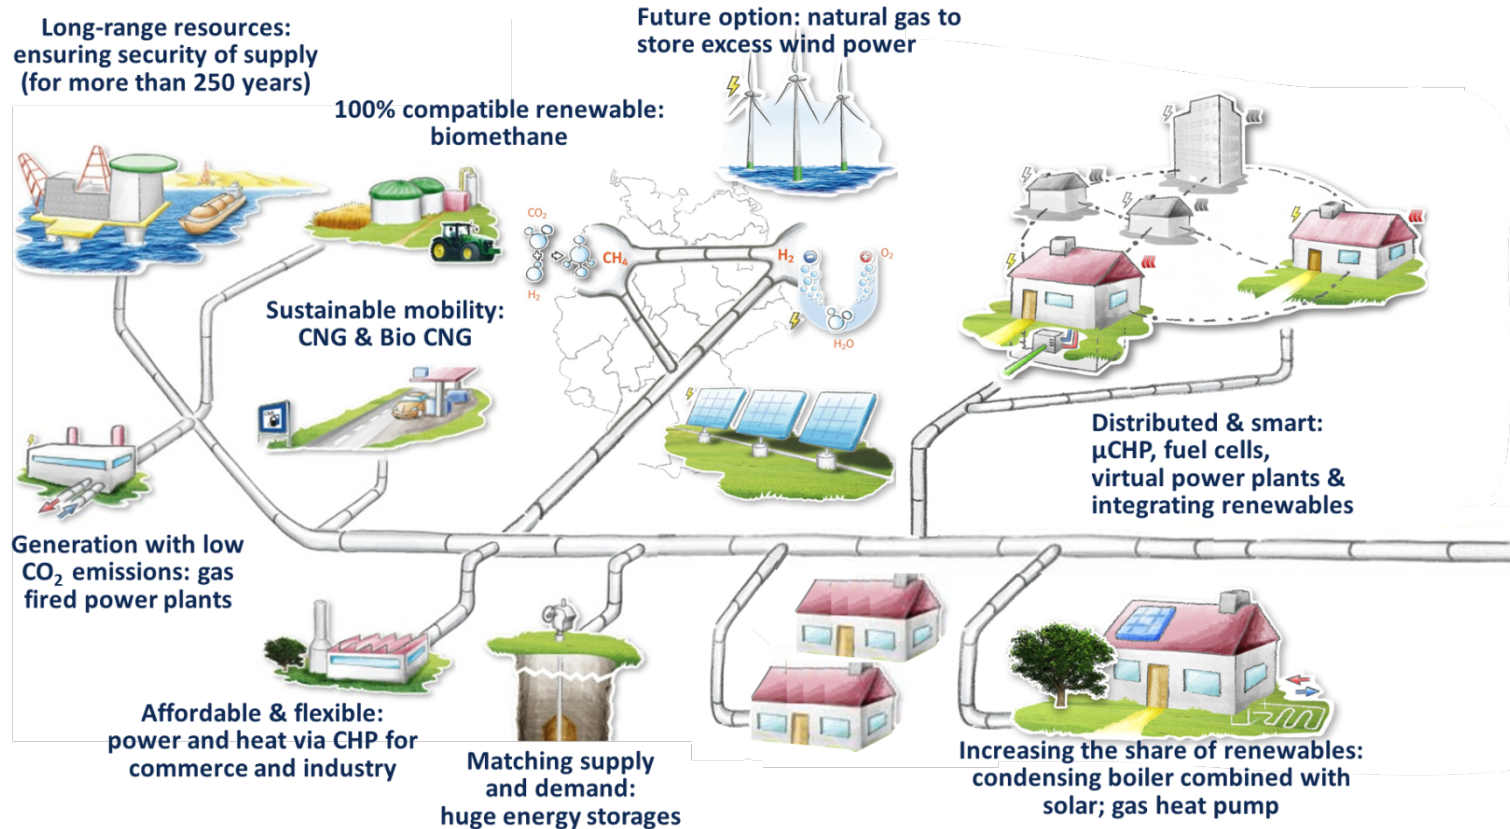 Long-range resources:
ensuring security of supply
(for more than 250 years)
Future option: natural gas to
store excess wind power
100% compatible renewable:
biomethane
CO₂
+
H₂
CH₄
H₂
-
+
O₂
H₂O
Sustainable mobility:
CNG & Bio CNG
Distributed & smart:
µCHP, fuel cells,
virtual power plants &
integrating renewables
Generation with low
CO₂ emissions: gas
fired power plants
Affordable & flexible:
power and heat via CHP for
commerce and industry
Matching supply
and demand:
huge energy storages
Increasing the share of renewables:
condensing boiler combined with
solar; gas heat pump